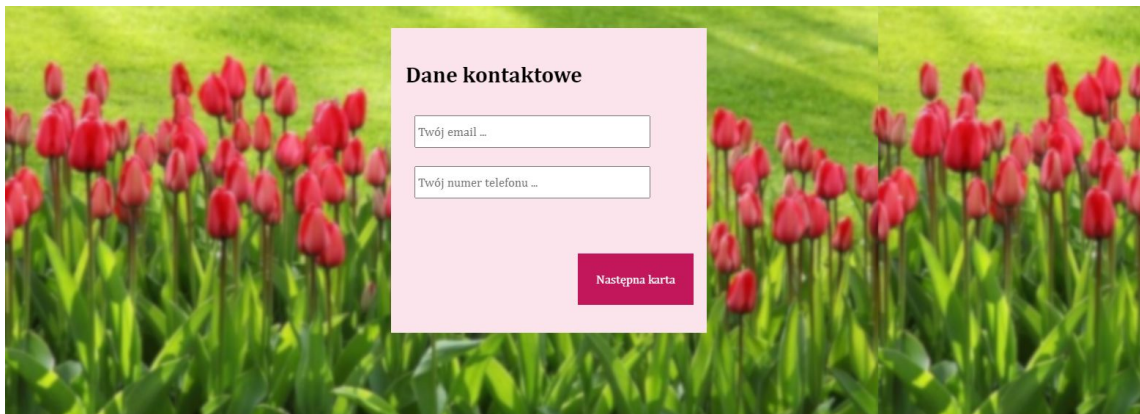 Dane kontaktowe
Twój email ...
Twój numer telefonu ...
Następna karta